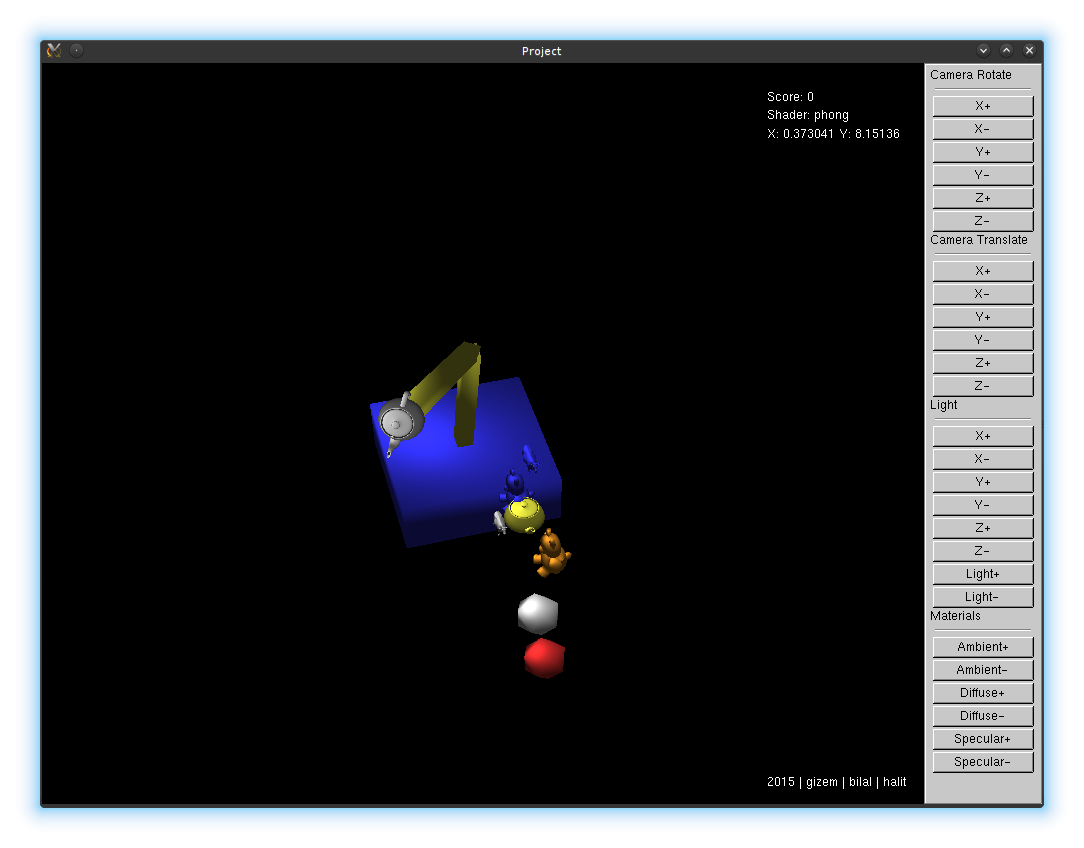 Project
Score: 0
Shader: phong
X: 0.373041 Y: 8.15136
Camera Rotate
X+
X-
Y+
Y-
Z+
Z-
Camera Translate
X+
X-
Y+
Y-
Z+
Z-
Light
X+
X-
Y+
Y-
Z+
Z-
Light+
Light-
Materials
Ambient+
Ambient-
Diffuse+
Diffuse-
Specular+
Specular-
2015 | gizem | bilal | halit